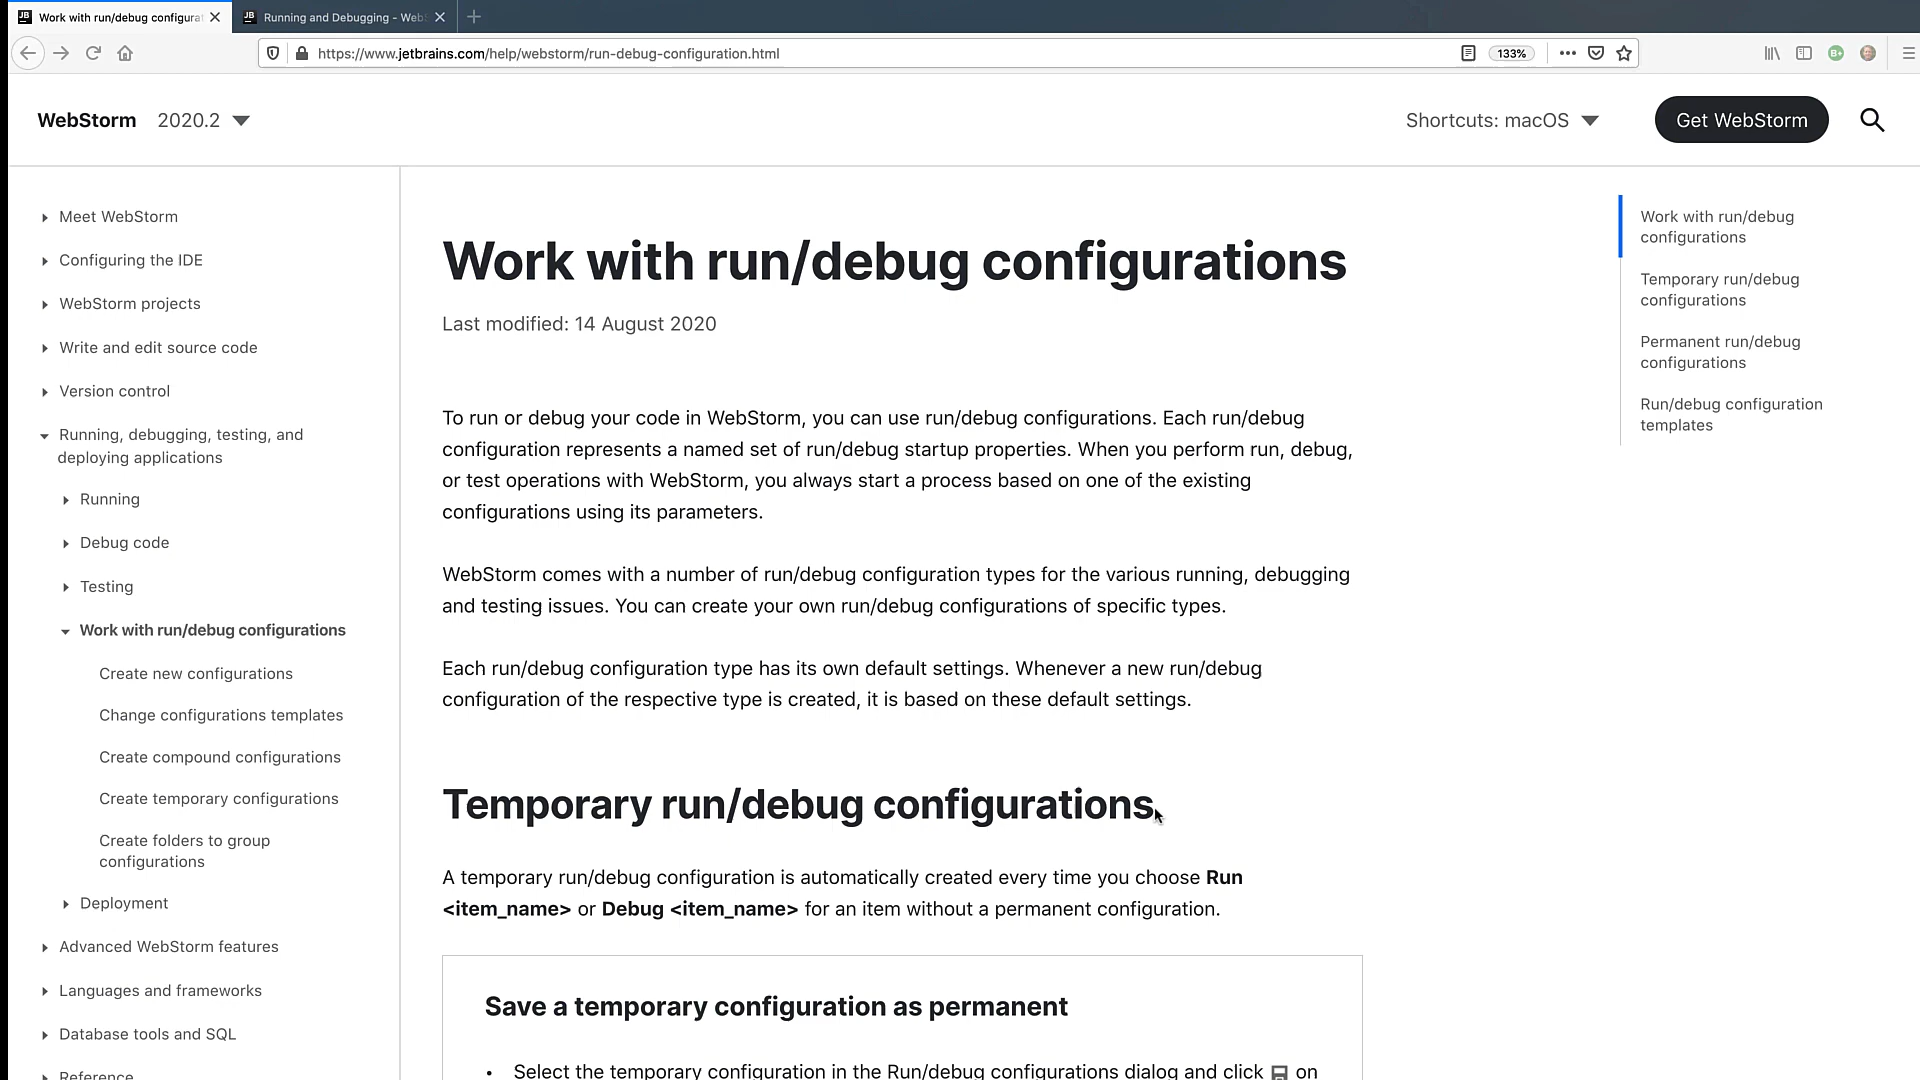 Work with run/debug configurat
Running and Debugging - WebS
https://www.jetbrains.com/help/webstorm/run-debug-configuration.html
133%
WebStorm 2020.2
Shortcuts: macOS
Get WebStorm
Meet WebStorm
Configuring the IDE
WebStorm projects
Write and edit source code
Version control
Running, debugging, testing, and
deploying applications
Running
Debug code
Testing
Work with run/debug configurations
Create new configurations
Change configurations templates
Create compound configurations
Create temporary configurations
Create folders to group
configurations
Deployment
Advanced WebStorm features
Languages and frameworks
Database tools and SQL
Reference
Work with run/debug configurations
Last modified: 14 August 2020
To run or debug your code in WebStorm, you can use run/debug configurations. Each run/debug
configuration represents a named set of run/debug startup properties. When you perform run, debug,
or test operations with WebStorm, you always start a process based on one of the existing
configurations using its parameters.
WebStorm comes with a number of run/debug configuration types for the various running, debugging
and testing issues. You can create your own run/debug configurations of specific types.
Each run/debug configuration type has its own default settings. Whenever a new run/debug
configuration of the respective type is created, it is based on these default settings.
Temporary run/debug configurations
A temporary run/debug configuration is automatically created every time you choose Run
<item_name> or Debug <item_name> for an item without a permanent configuration.
Save a temporary configuration as permanent
• Select the temporary configuration in the Run/debug configurations dialog and click on
Work with run/debug
configurations
Temporary run/debug
configurations
Permanent run/debug
configurations
Run/debug configuration
templates